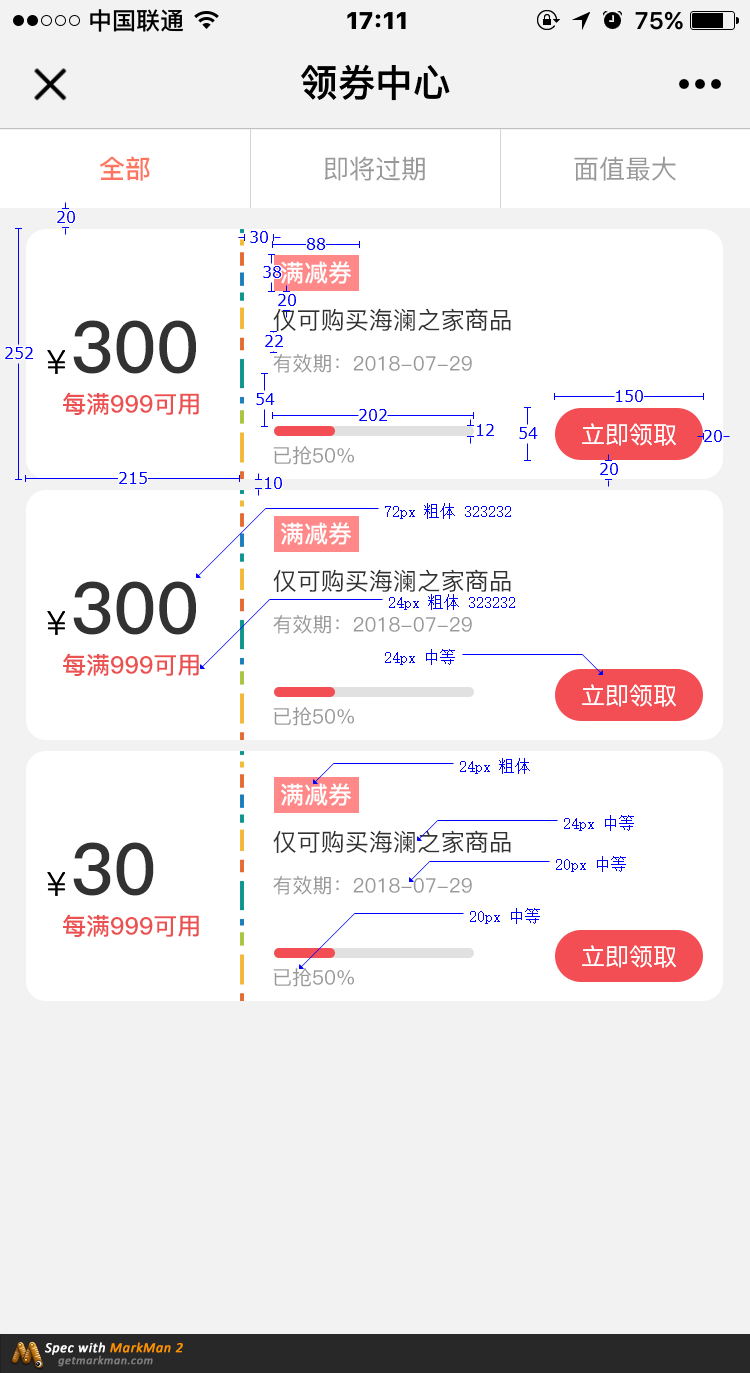 中国联通 17:11 75%
领券中心
全部 即将过期 面值最大
20
30 88
38 满减券
20
仅可购买海澜之家商品
22
252 ¥300 有效期：2018-07-29
每满999可用
54 202 12 150
54 立即领取 20
已抢50%
20
215 10
72px 粗体 323232
满减券
仅可购买海澜之家商品
24px 粗体 323232
¥300 有效期：2018-07-29
每满999可用
24px 中等
立即领取
已抢50%
24px 粗体
满减券
24px 中等
仅可购买海澜之家商品
20px 中等
¥30 有效期：2018-07-29
每满999可用
20px 中等
立即领取
已抢50%
Spec with MarkMan 2
getmarkman.com